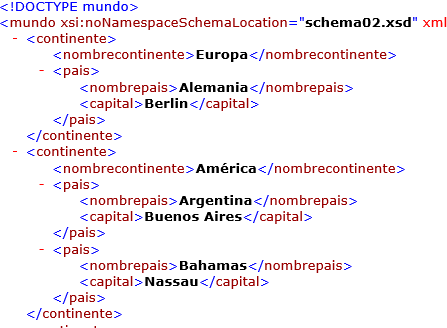 <!DOCTYPE mundo>
<mundo xsi:noNamespaceSchemaLocation="schema02.xsd" xml
- <continente>
<nombrecontinente>Europa</nombrecontinente>
- <pais>
<nombrepais>Alemania</nombrepais>
<capital>Berlin</capital>
</pais>
</continente>
- <continente>
<nombrecontinente>América</nombrecontinente>
- <pais>
<nombrepais>Argentina</nombrepais>
<capital>Buenos Aires</capital>
</pais>
- <pais>
<nombrepais>Bahamas</nombrepais>
<capital>Nassau</capital>
</pais>
</continente>